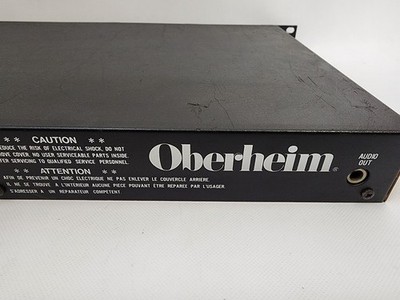 ** CAUTION **
REDUCE THE RISK OF ELECTRICAL SHOCK, DO NOT
OVE COVER. NO USER SERVICEABLE PARTS INSIDE.
FER SERVICING TO QUALIFIED SERVICE PERSONNEL.
** ATTENTION **
AFIN DE PREVENIR UN CHOC ELECTRIQUE NE PAS ENLEVER LE COUVERCLE ARRIERE.
IL NE SE TROUVE A L'INTERIEUR AUCUNE PIECE POUVANT ETRE REPAREE PAR L'USAGER.
S'ADRESSER A UN REPARATEUR COMPETENT
Oberheim®
AUDIO
OUT